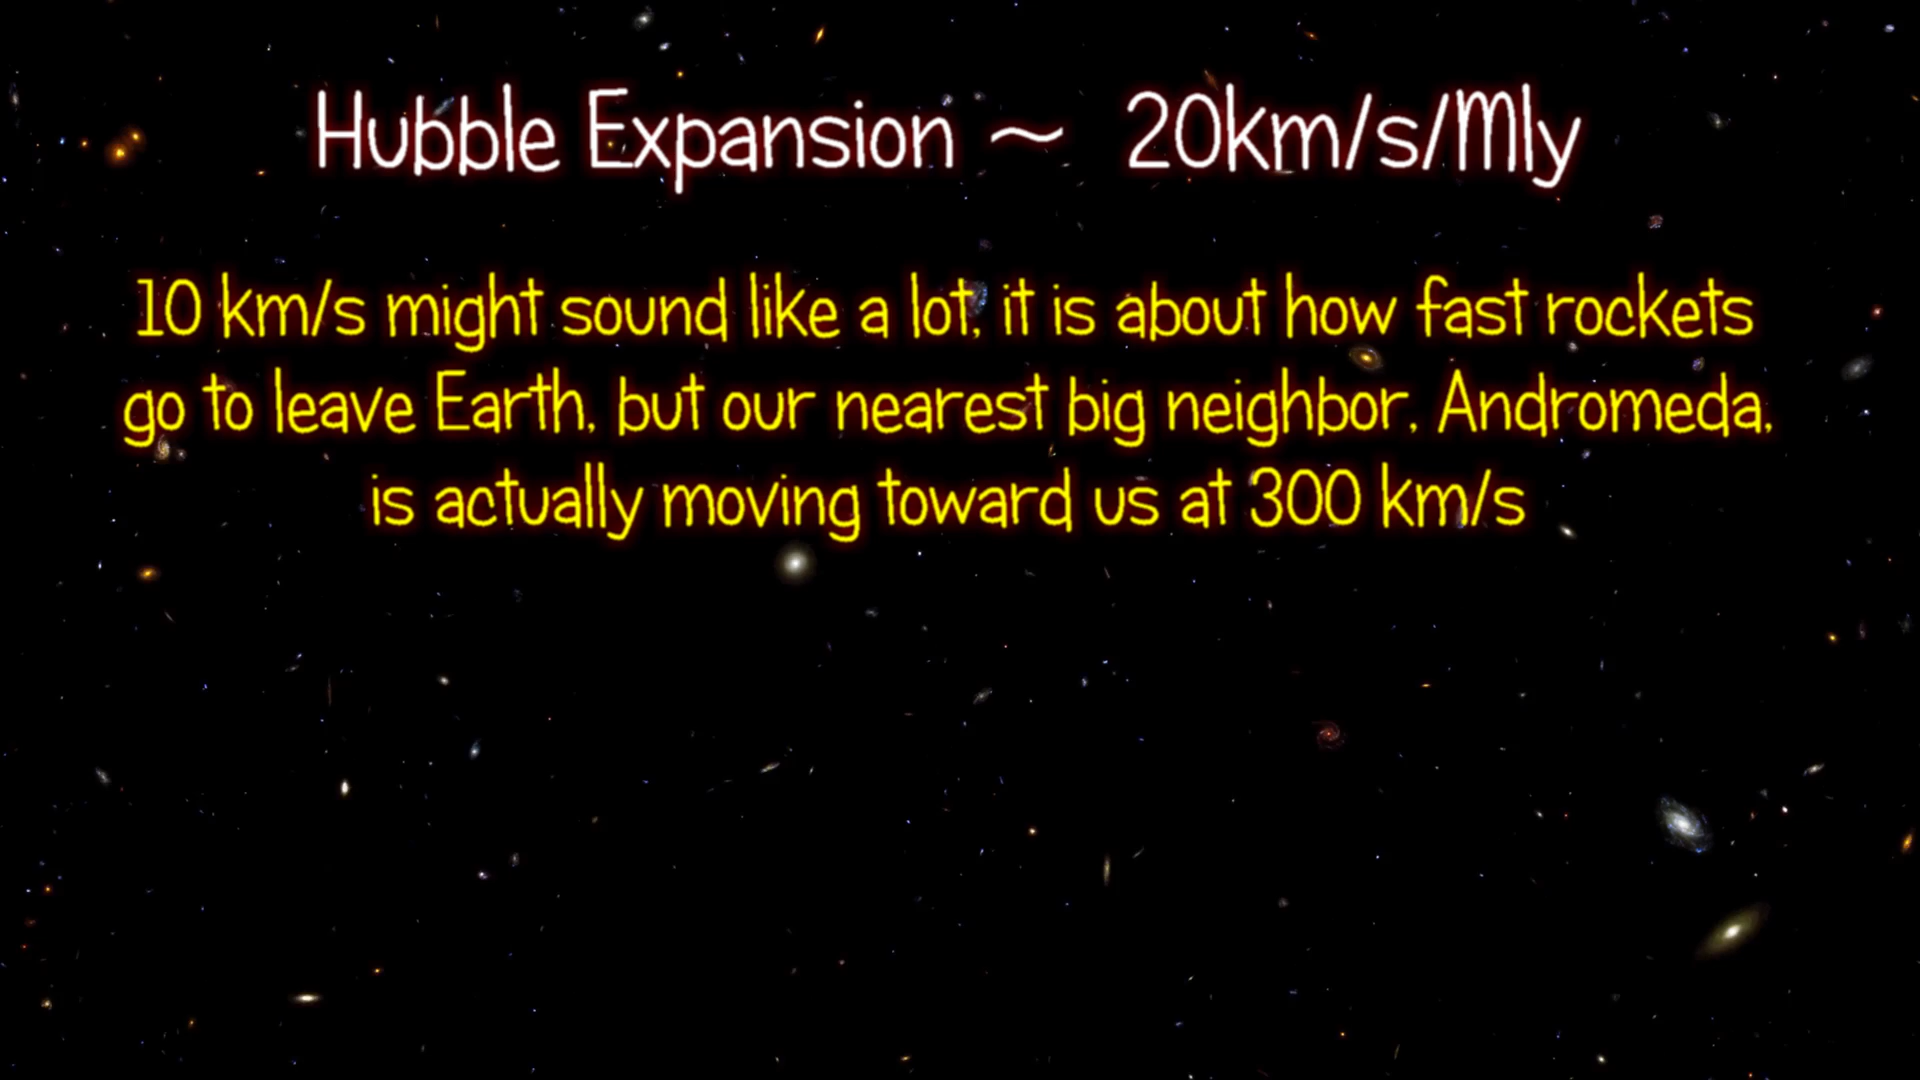 Hubble Expansion ~ 20km/s/Mly
10 km/s might sound like a lot, it is about how fast rockets
go to leave Earth, but our nearest big neighbor, Andromeda,
is actually moving toward us at 300 km/s